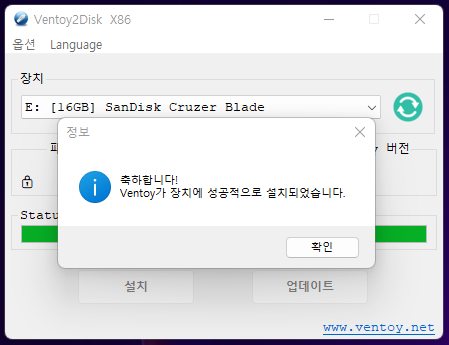 Ventoy2Disk X86
옵션 Language
장치
E: [16GB] SanDisk Cruzer Blade
정보
버전
축하합니다!
Ventoy가 장치에 성공적으로 설치되었습니다.
확인
설치 업데이트
www.ventoy.net